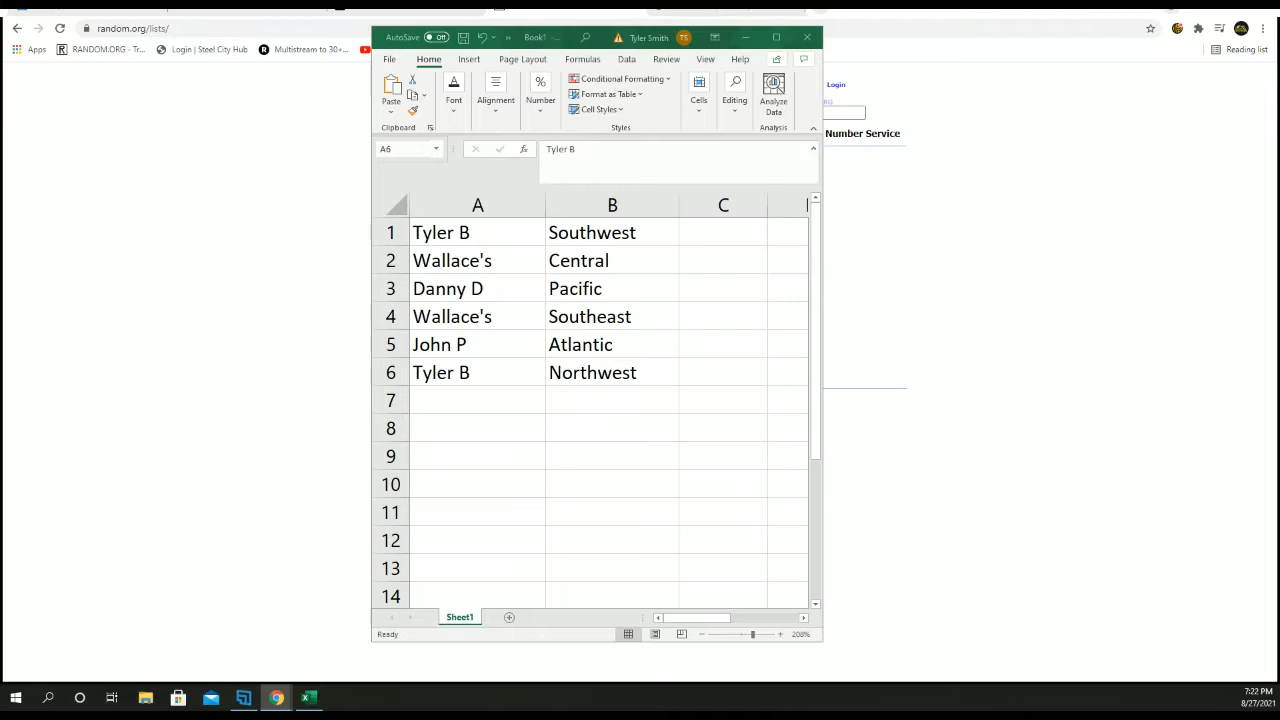 random.org/lists/
Apps RANDOM.ORG - Tr... Login | Steel City Hub Multistream to 30+... Reading list
AutoSave Off Book1 -... Tyler Smith TS
File Home Insert Page Layout Formulas Data Review View Help
Paste Font Alignment Number Conditional Formatting Format as Table Cell Styles Cells Editing Analyze Data
Clipboard Styles Analysis
Login
Number Service
A6 fx Tyler B
A B C
1 Tyler B Southwest
2 Wallace's Central
3 Danny D Pacific
4 Wallace's Southeast
5 John P Atlantic
6 Tyler B Northwest
7
8
9
10
11
12
13
14
Sheet1
Ready 208%
7:22 PM
8/27/2021